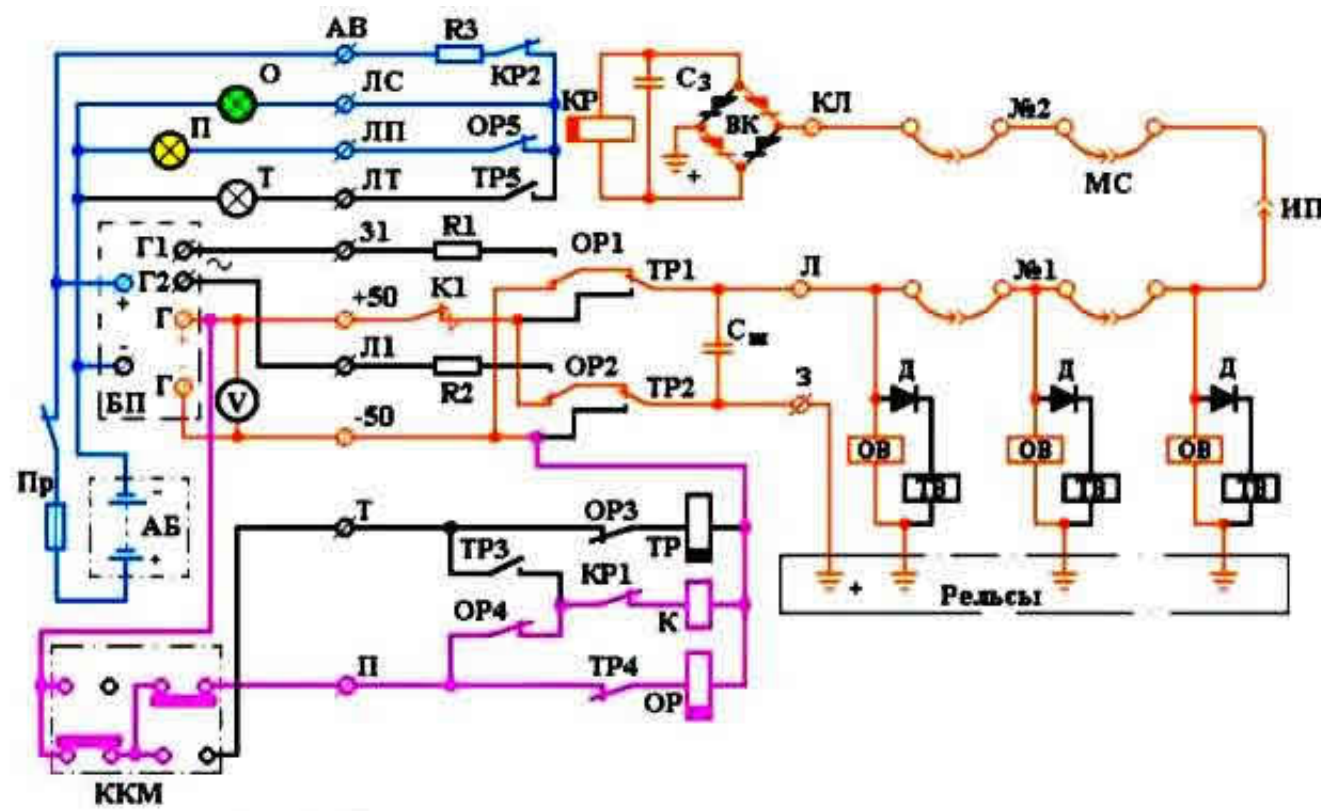 АВ R3
КР2
О ЛС КР С3 ВК КЛ №2
П ЛП ОР5
+
МС
Т ЛТ ТР5
ИП
Г1 З1 R1 ОР1
Г2 ~ ТР1 Л №1
+
+50 К1
Г
+
Сш
Л1 R2 ОР2
-
Г
-
БП V ТР2 З Д Д Д
-50
ОВ ОВ ОВ
ТВ ТВ ТВ
Пр
-
АБ
+
Т ОР3 ТР
ТР3
КР1 К
ОР4
+ Рельсы
П ТР4 ОР
ККМ